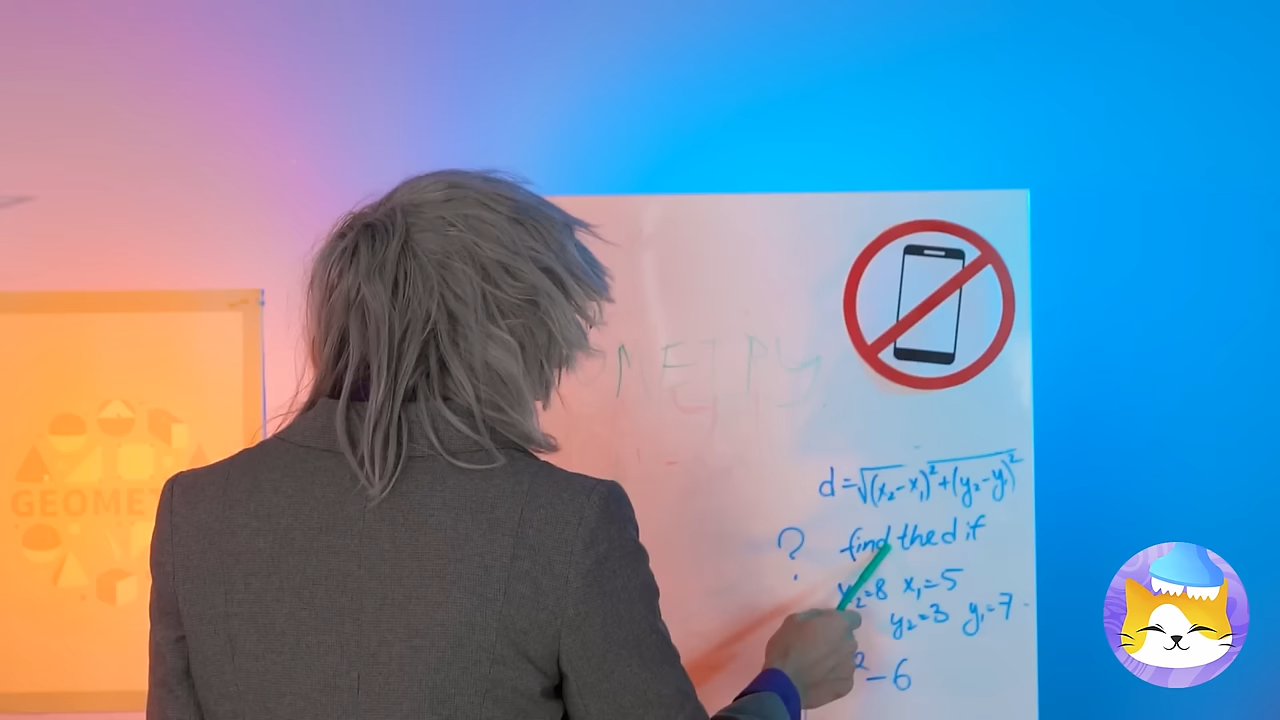 GEOMET
d=√(x₂-x₁)²+(y₂-y₁)²
? find the d if
x₂=8 x₁=5
y₂=3 y₁=7
²-6